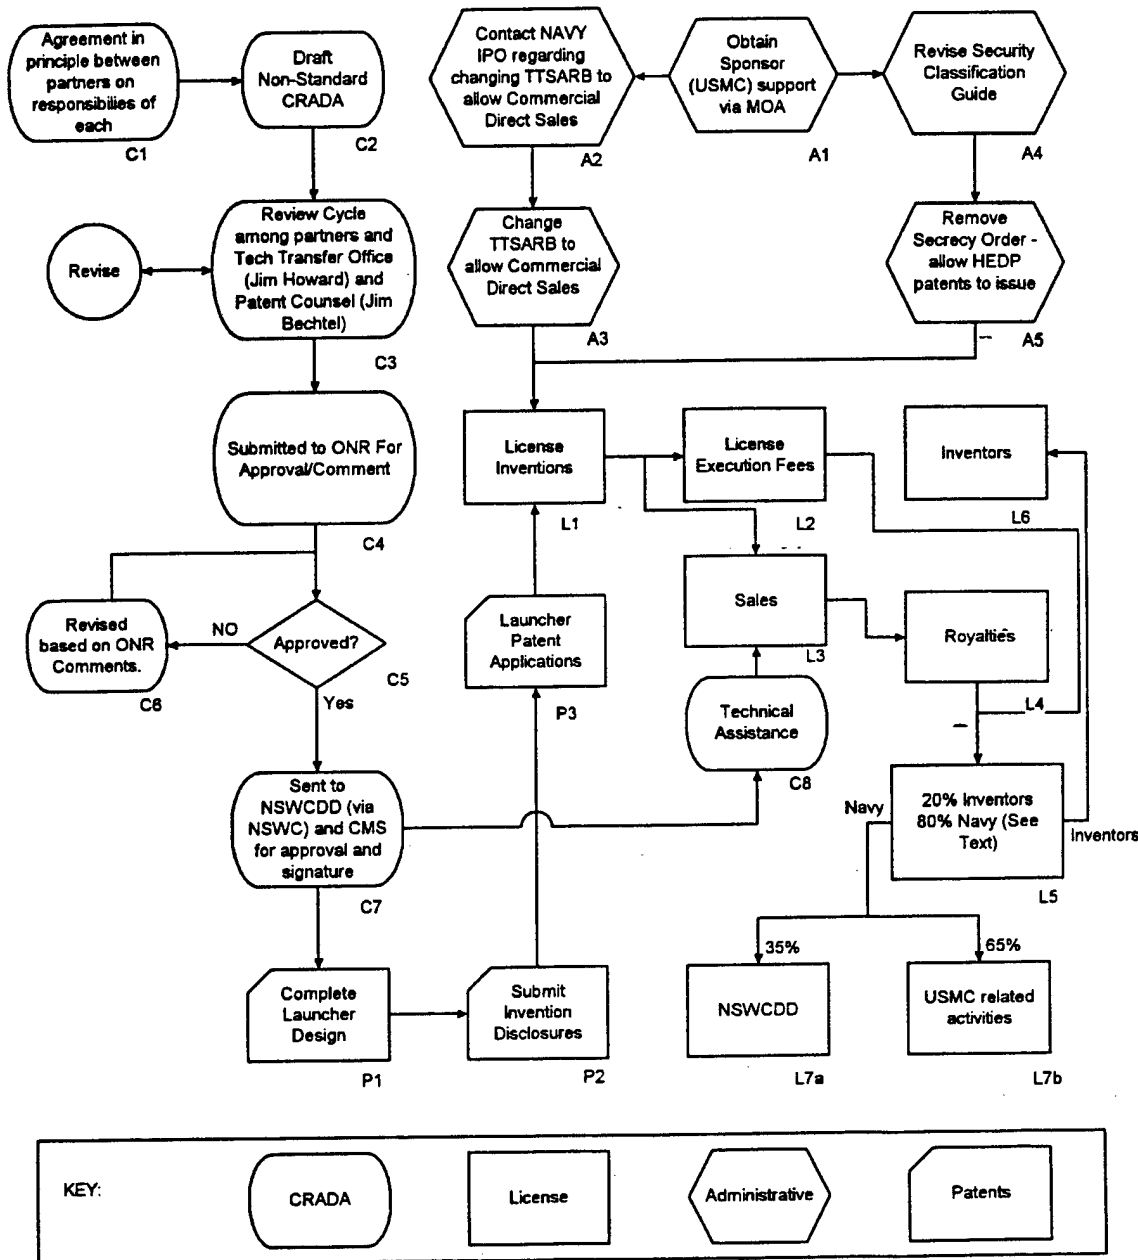 Agreement in
principle between
partners on
responsibilies of
each
C1
Draft
Non-Standard
CRADA
C2
Contact NAVY
IPO regarding
changing TTSARB to
allow Commercial
Direct Sales
A2
Obtain
Sponsor
(USMC) support
via MOA
A1
Revise Security
Classification
Guide
A4
Revise
Review Cycle
among partners and
Tech Transfer Office
(Jim Howard) and
Patent Counsel (Jim
Bechtel)
C3
Change
TTSARB to
allow Commercial
Direct Sales
A3
Remove
Secrecy Order -
allow HEDP
patents to issue
A5
Submitted to ONR For
Approval/Comment
C4
License
Inventions
L1
License
Execution Fees
L2
Inventors
L6
Revised
based on ONR
Comments.
C6
NO
Approved?
C5
Yes
Launcher
Patent
Applications
P3
Sales
L3
Royalties
L4
Technical
Assistance
C8
Sent to
NSWCDD (via
NSWC) and CMS
for approval and
signature
C7
Navy
20% Inventors
80% Navy (See
Text)
Inventors
L5
35%
65%
Complete
Launcher
Design
P1
Submit
Invention
Disclosures
P2
NSWCDD
L7a
USMC related
activities
L7b
KEY:
CRADA
License
Administrative
Patents